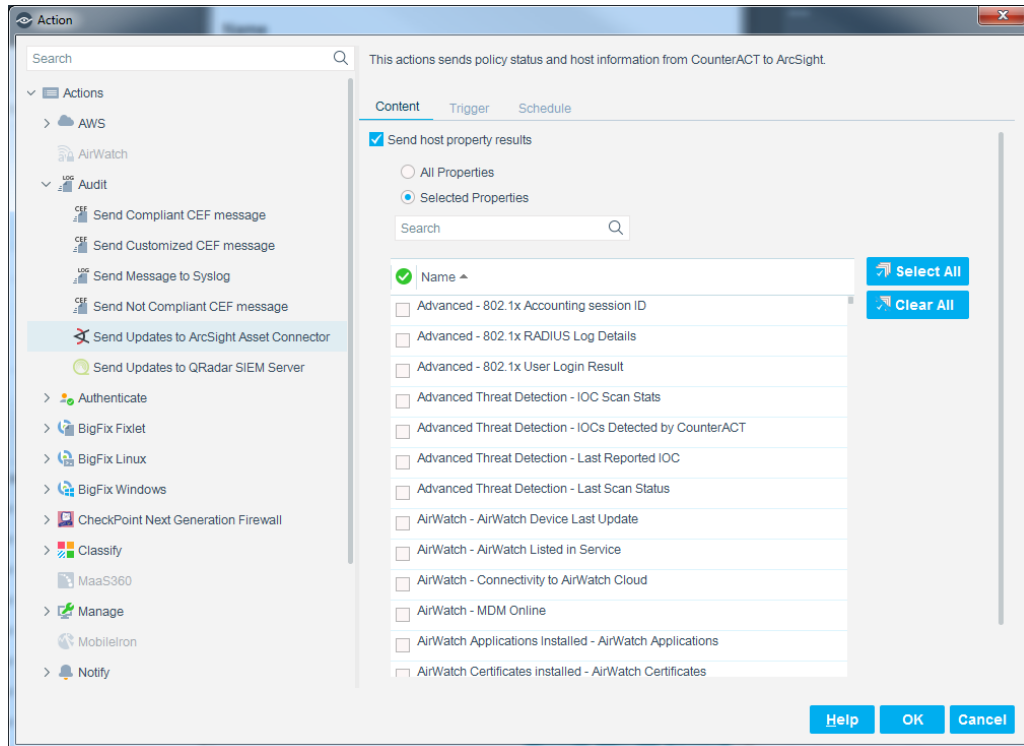 Action
Search
Actions
AWS
AirWatch
Audit
Send Compliant CEF message
Send Customized CEF message
Send Message to Syslog
Send Not Compliant CEF message
Send Updates to ArcSight Asset Connector
Send Updates to QRadar SIEM Server
Authenticate
BigFix Fixlet
BigFix Linux
BigFix Windows
CheckPoint Next Generation Firewall
Classify
MaaS360
Manage
MobileIron
Notify
This actions sends policy status and host information from CounterACT to ArcSight.
Content Trigger Schedule
Send host property results
All Properties
Selected Properties
Search
Name
Select All
Clear All
Advanced - 802.1x Accounting session ID
Advanced - 802.1x RADIUS Log Details
Advanced - 802.1x User Login Result
Advanced Threat Detection - IOC Scan Stats
Advanced Threat Detection - IOCs Detected by CounterACT
Advanced Threat Detection - Last Reported IOC
Advanced Threat Detection - Last Scan Status
AirWatch - AirWatch Device Last Update
AirWatch - AirWatch Listed in Service
AirWatch - Connectivity to AirWatch Cloud
AirWatch - MDM Online
AirWatch Applications Installed - AirWatch Applications
AirWatch Certificates installed - AirWatch Certificates
Help OK Cancel